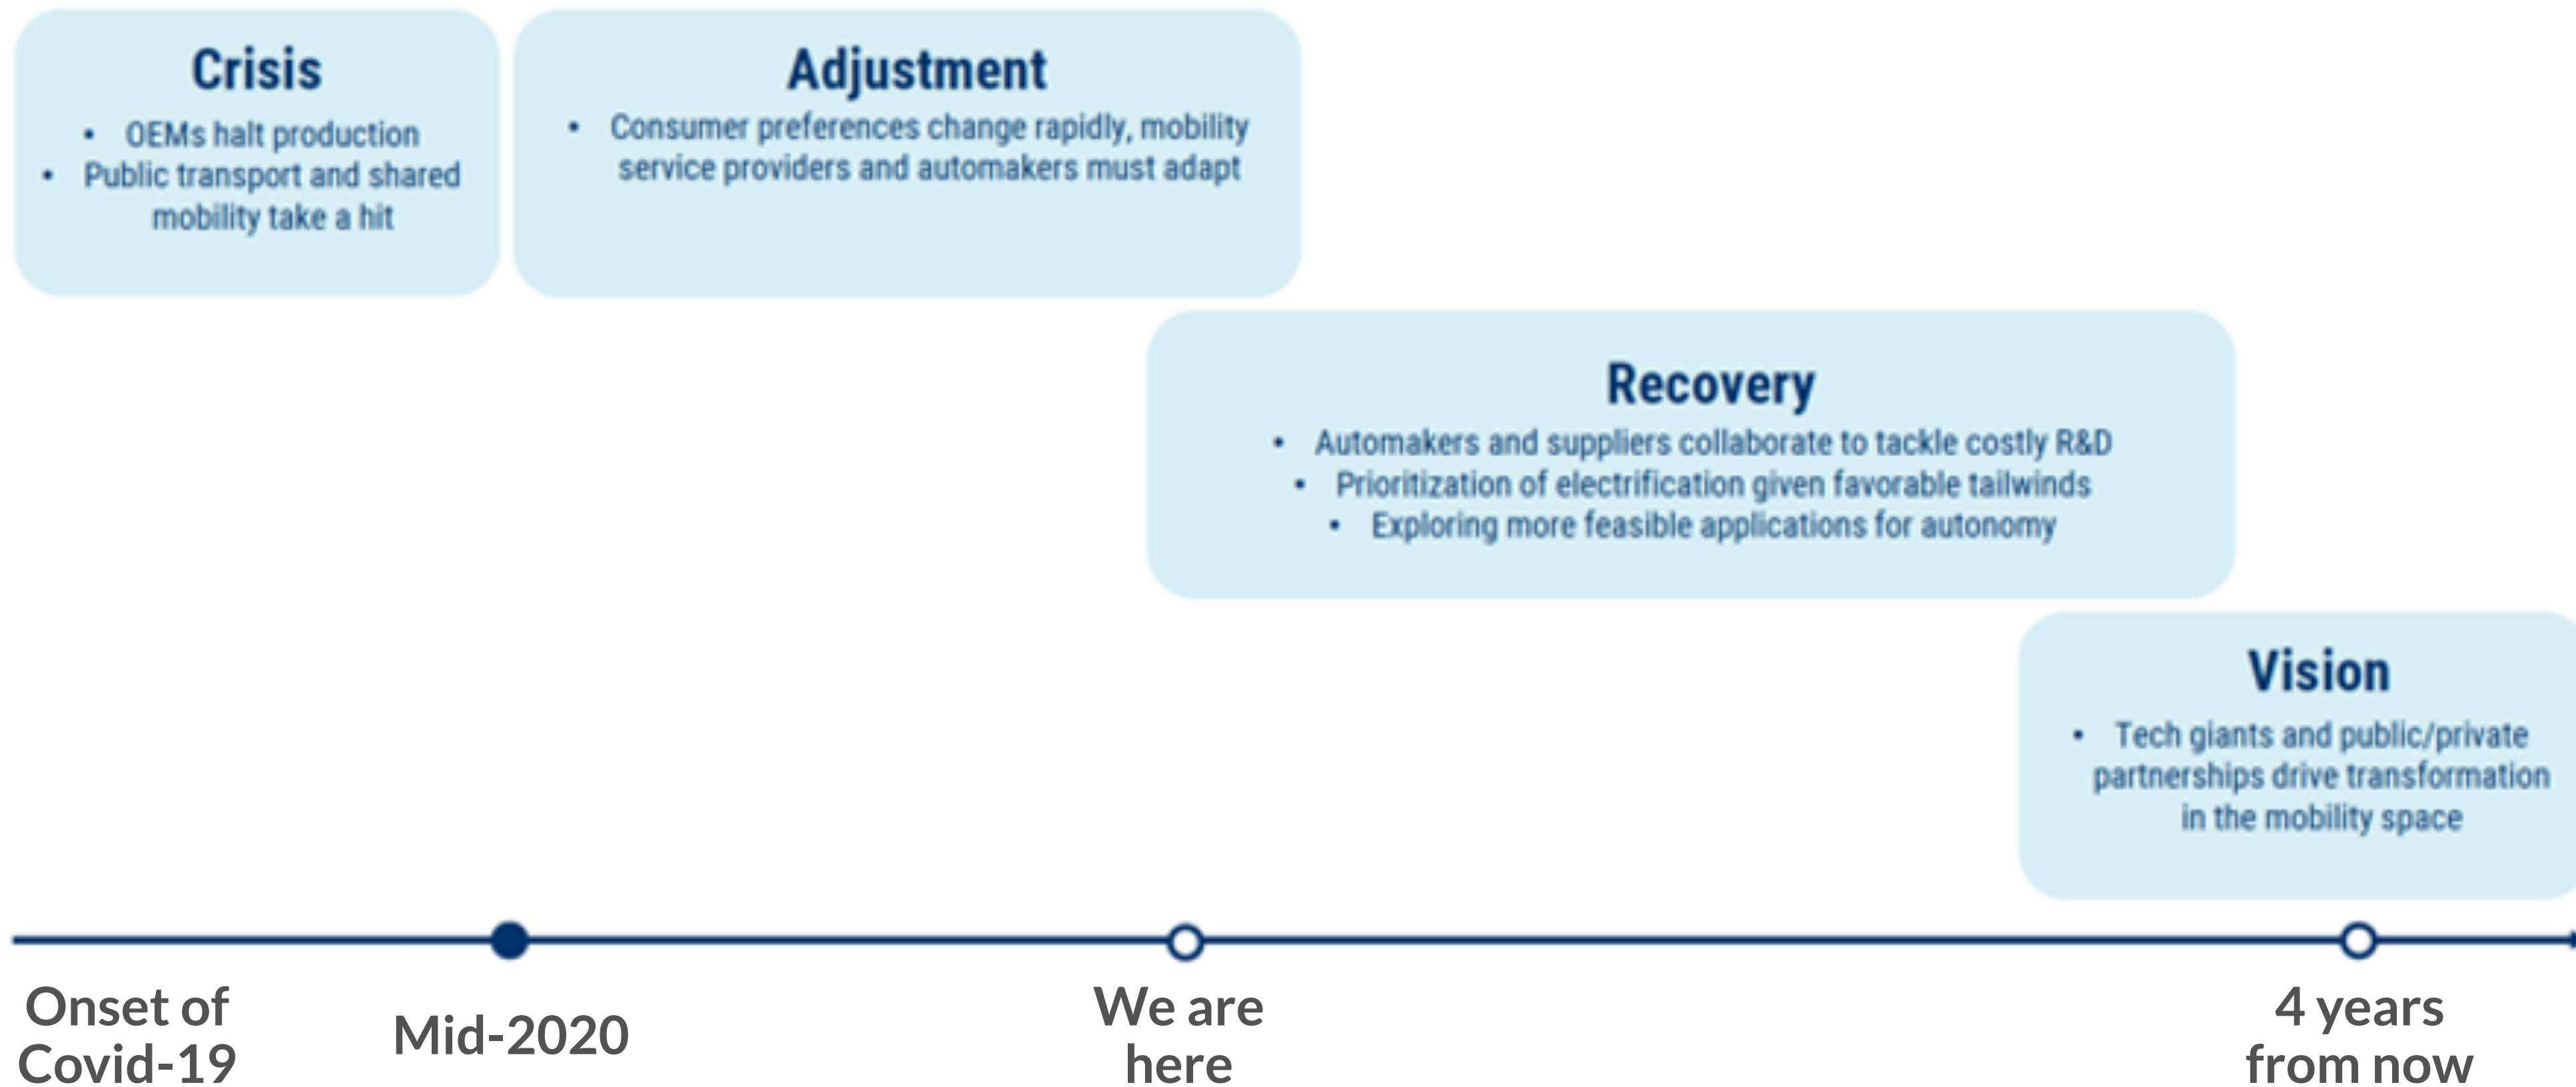 Crisis
• OEMs halt production
• Public transport and shared
mobility take a hit
Adjustment
• Consumer preferences change rapidly, mobility
service providers and automakers must adapt
Recovery
• Automakers and suppliers collaborate to tackle costly R&D
• Prioritization of electrification given favorable tailwinds
• Exploring more feasible applications for autonomy
Vision
• Tech giants and public/private
partnerships drive transformation
in the mobility space
Onset of
Covid-19
Mid-2020
We are
here
4 years
from now